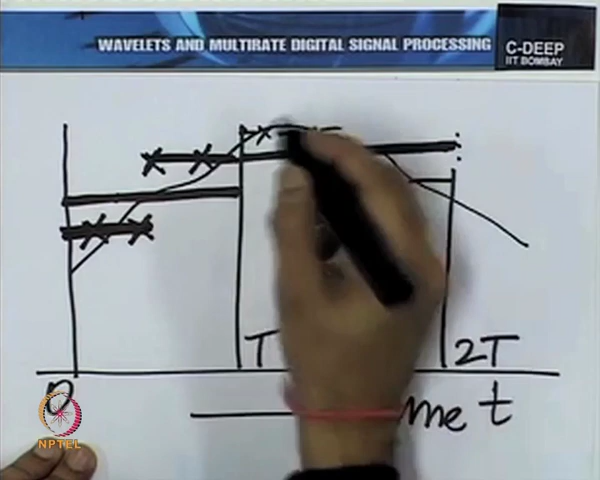 WAVELETS AND MULTIRATE DIGITAL SIGNAL PROCESSING
C-DEEP
IIT BOMBAY
T
2T
0
me t
NPTEL